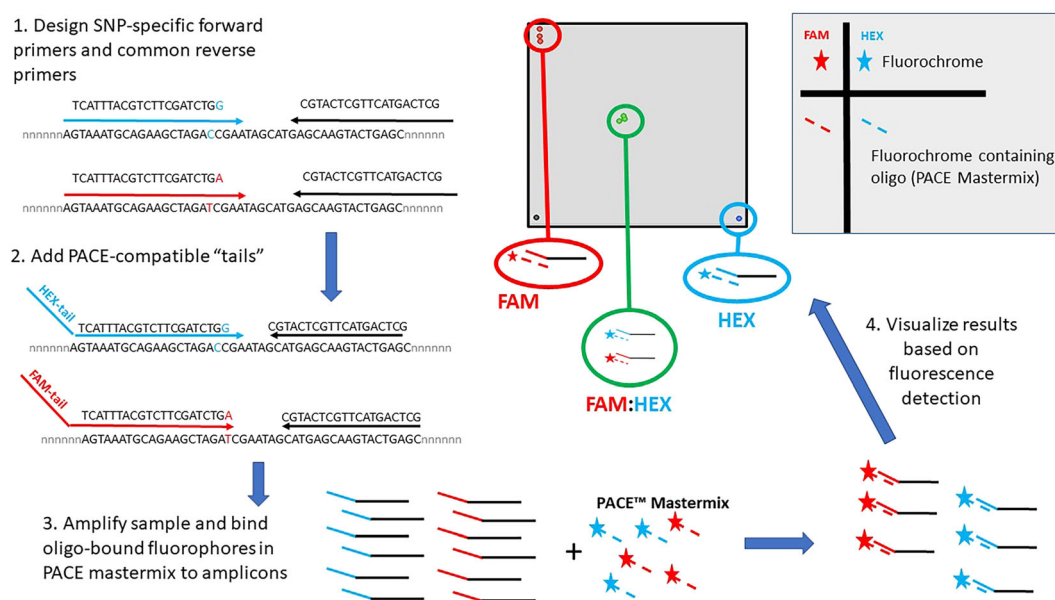 1. Design SNP-specific forward
primers and common reverse
primers
TCATTTACGTCTTCGATCTGG
CGTACTCGTTCATGACTCG
nnnnnnAGTAAATGCAGAAGCTAGACCGAATAGCATGAGCAAGTACTGAGCnnnnnn
TCATTTACGTCTTCGATCTGA
CGTACTCGTTCATGACTCG
nnnnnnAGTAAATGCAGAAGCTAGATCGAATAGCATGAGCAAGTACTGAGCnnnnnn
2. Add PACE-compatible “tails”
HEX-tail
TCATTTACGTCTTCGATCTGG
CGTACTCGTTCATGACTCG
nnnnnnAGTAAATGCAGAAGCTAGACCGAATAGCATGAGCAAGTACTGAGCnnnnnn
FAM-tail
TCATTTACGTCTTCGATCTGA
CGTACTCGTTCATGACTCG
nnnnnnAGTAAATGCAGAAGCTAGATCGAATAGCATGAGCAAGTACTGAGCnnnnnn
3. Amplify sample and bind
oligo-bound fluorophores in
PACE mastermix to amplicons
+
PACE™ Mastermix
4. Visualize results
based on
fluorescence
detection
FAM
HEX
FAM:HEX
FAM
HEX
Fluorochrome
Fluorochrome containing
oligo (PACE Mastermix)